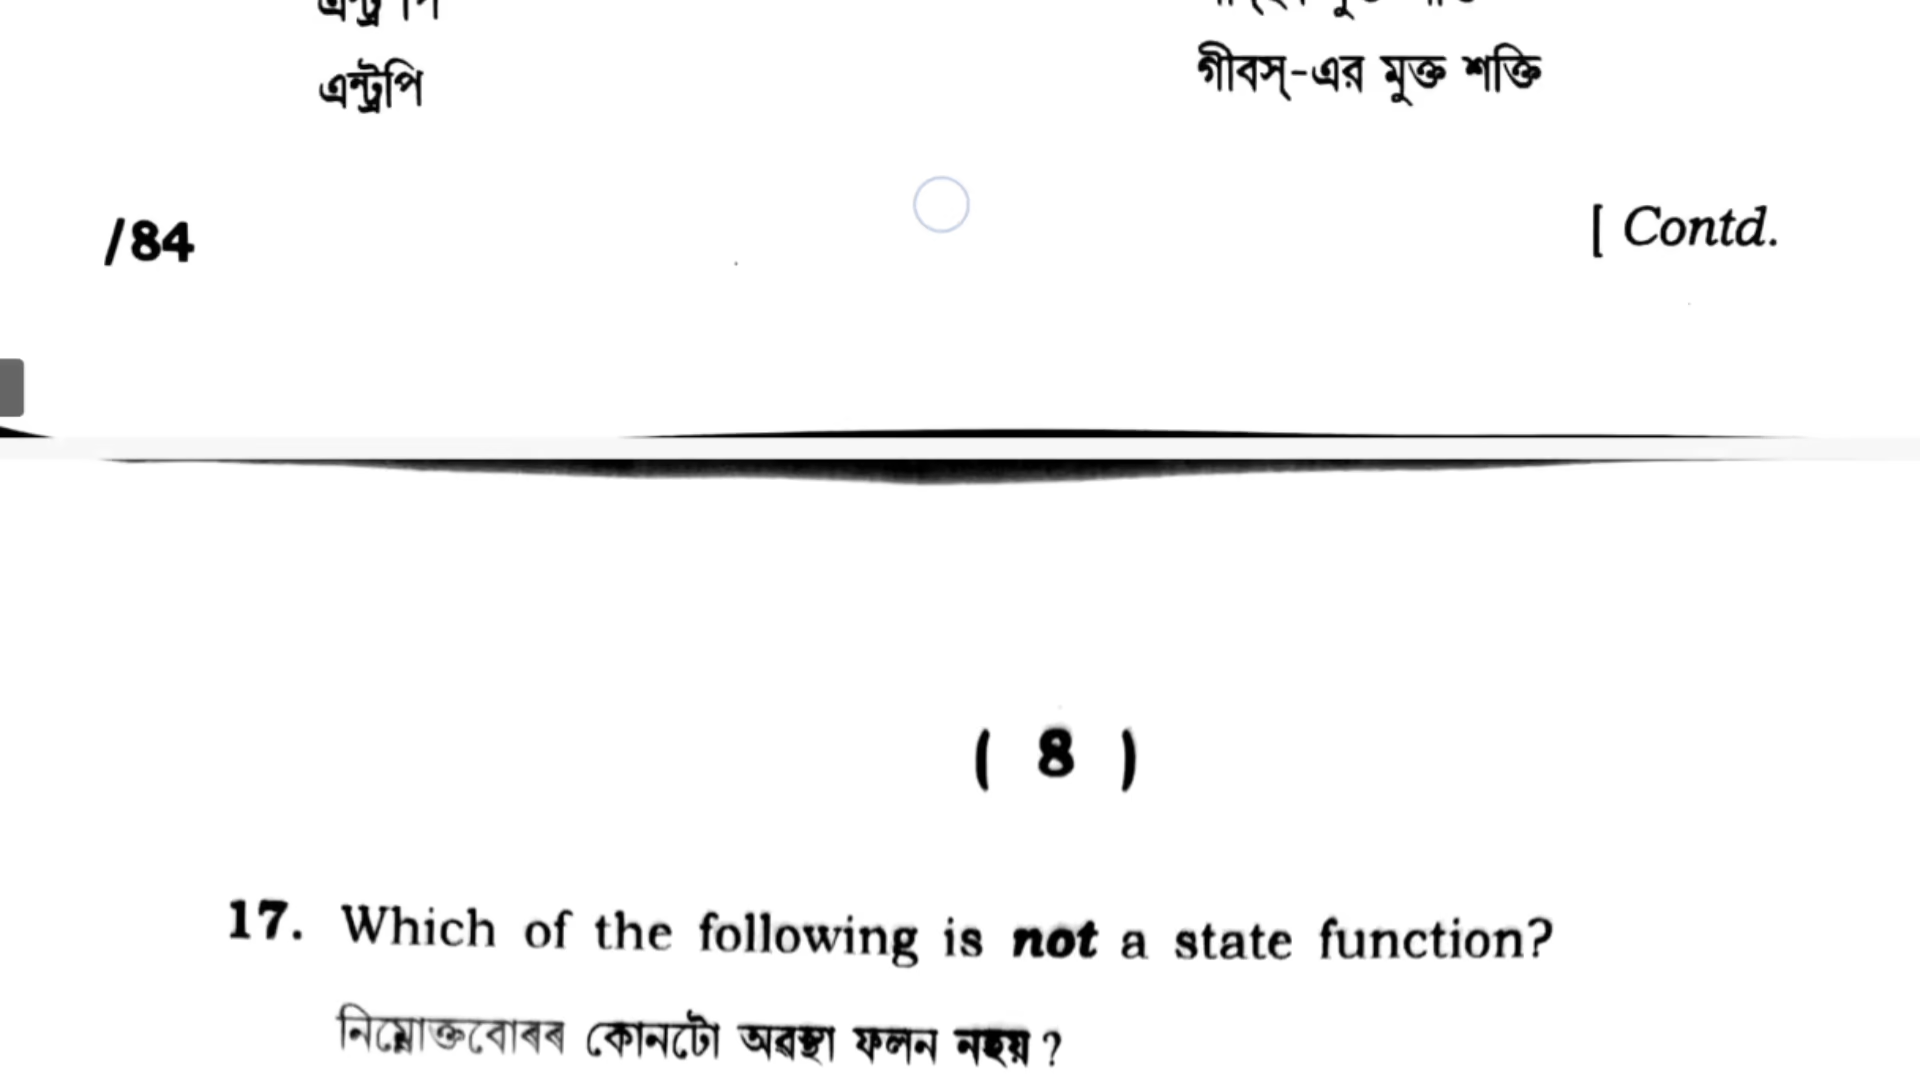 এন্ট্রপি
গীবস্-এর মুক্ত শক্তি
/84
[ Contd.
( 8 )
17. Which of the following is not a state function?
নিম্নোক্তবোৰৰ কোনটো অৱস্থা ফলন নহয় ?